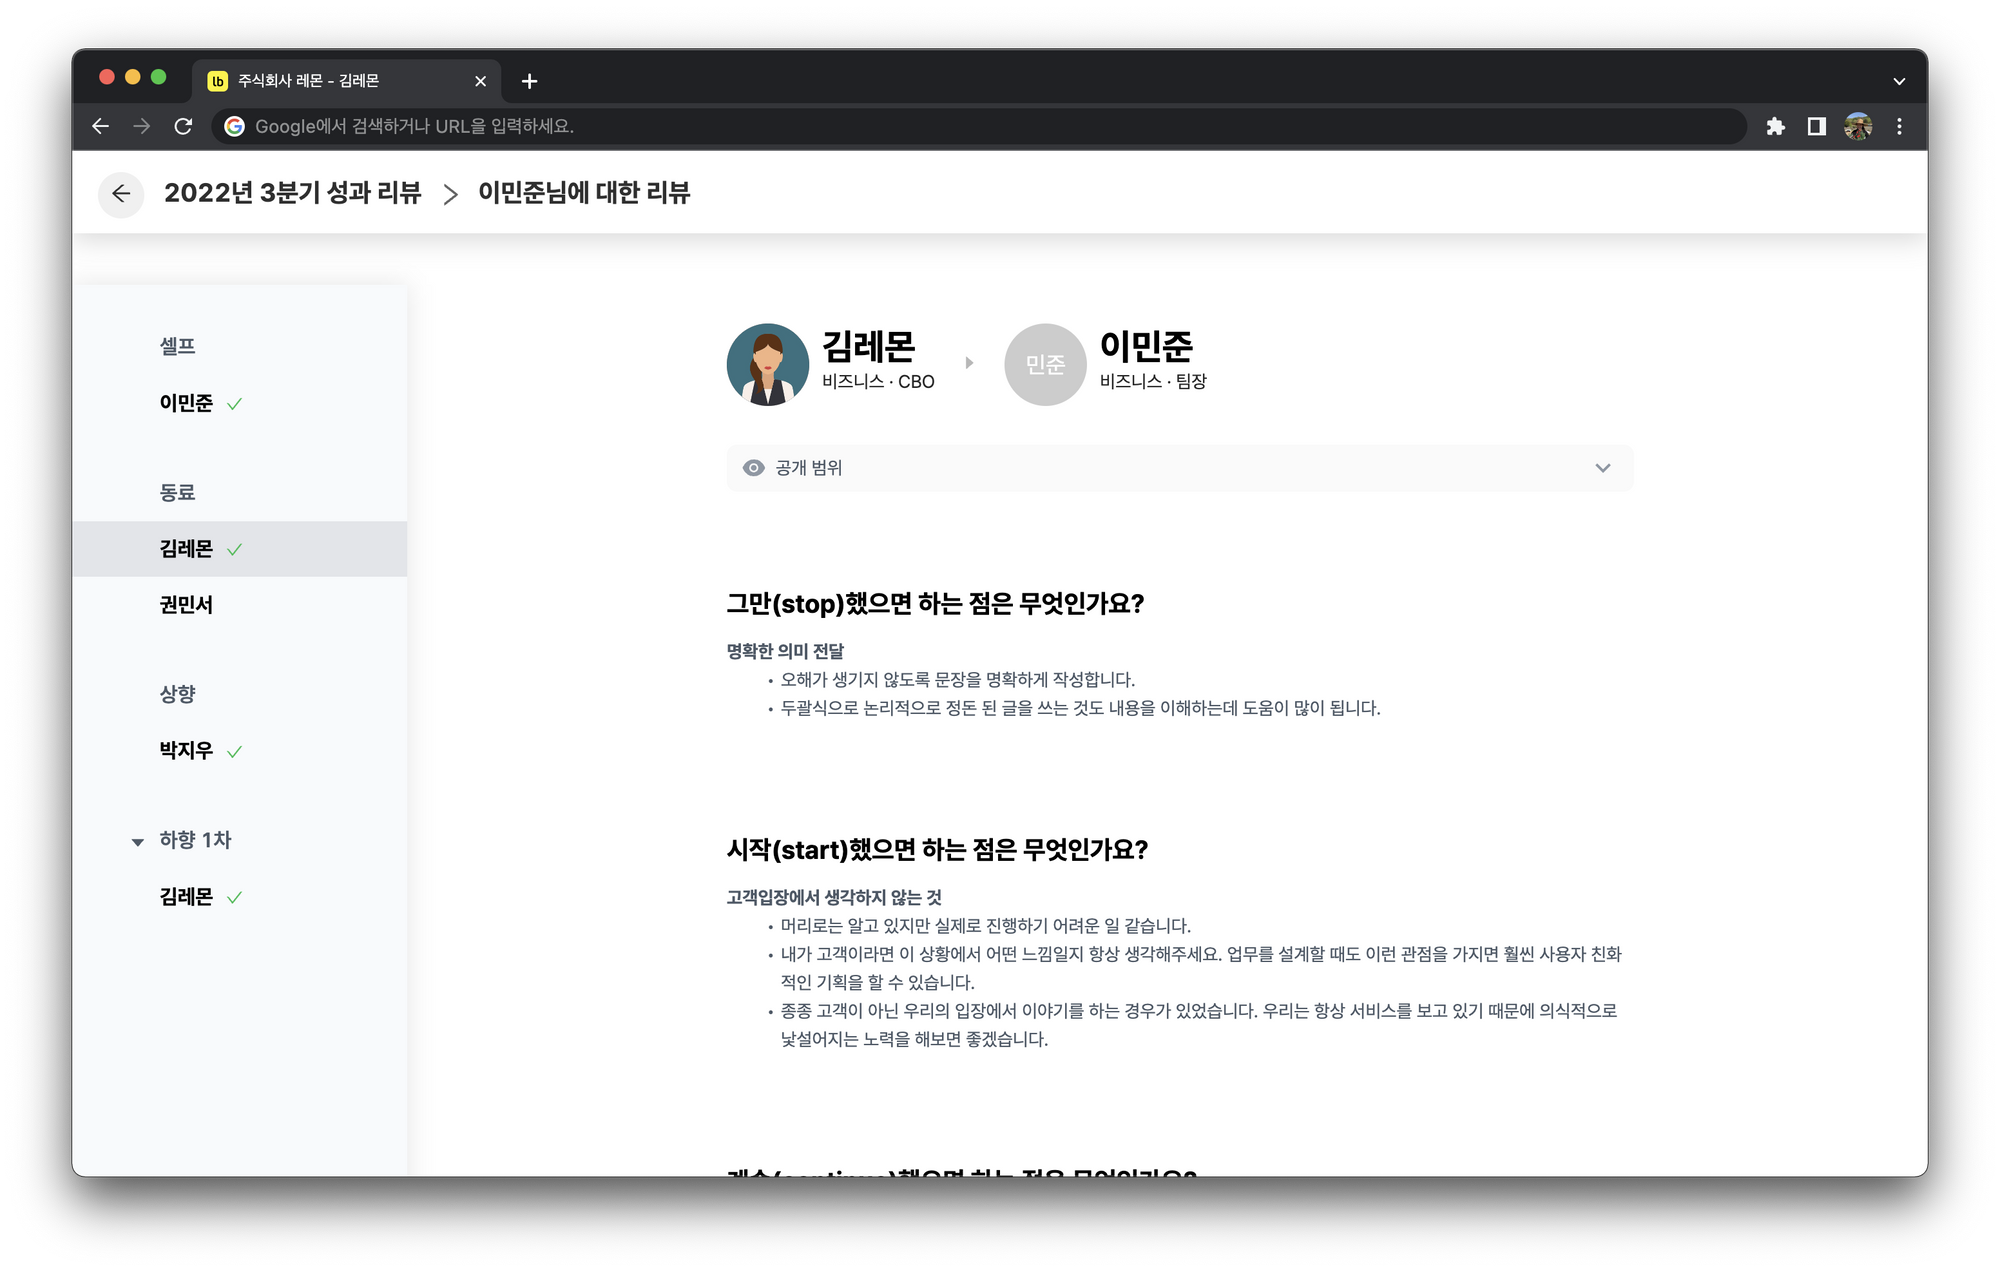 lb 주식회사 레몬 - 김레몬
Google에서 검색하거나 URL을 입력하세요.
2022년 3분기 성과 리뷰 > 이민준님에 대한 리뷰
셀프
이민준
동료
김레몬
권민서
상향
박지우
하향 1차
김레몬
김레몬
비즈니스 · CBO
민준
이민준
비즈니스 · 팀장
공개 범위
그만(stop)했으면 하는 점은 무엇인가요?
명확한 의미 전달
• 오해가 생기지 않도록 문장을 명확하게 작성합니다.
• 두괄식으로 논리적으로 정돈 된 글을 쓰는 것도 내용을 이해하는데 도움이 많이 됩니다.
시작(start)했으면 하는 점은 무엇인가요?
고객입장에서 생각하지 않는 것
• 머리로는 알고 있지만 실제로 진행하기 어려운 일 같습니다.
• 내가 고객이라면 이 상황에서 어떤 느낌일지 항상 생각해주세요. 업무를 설계할 때도 이런 관점을 가지면 훨씬 사용자 친화
적인 기획을 할 수 있습니다.
• 종종 고객이 아닌 우리의 입장에서 이야기를 하는 경우가 있었습니다. 우리는 항상 서비스를 보고 있기 때문에 의식적으로
낯설어지는 노력을 해보면 좋겠습니다.
계속(continue)했으면 하는 점은 무엇인가요?